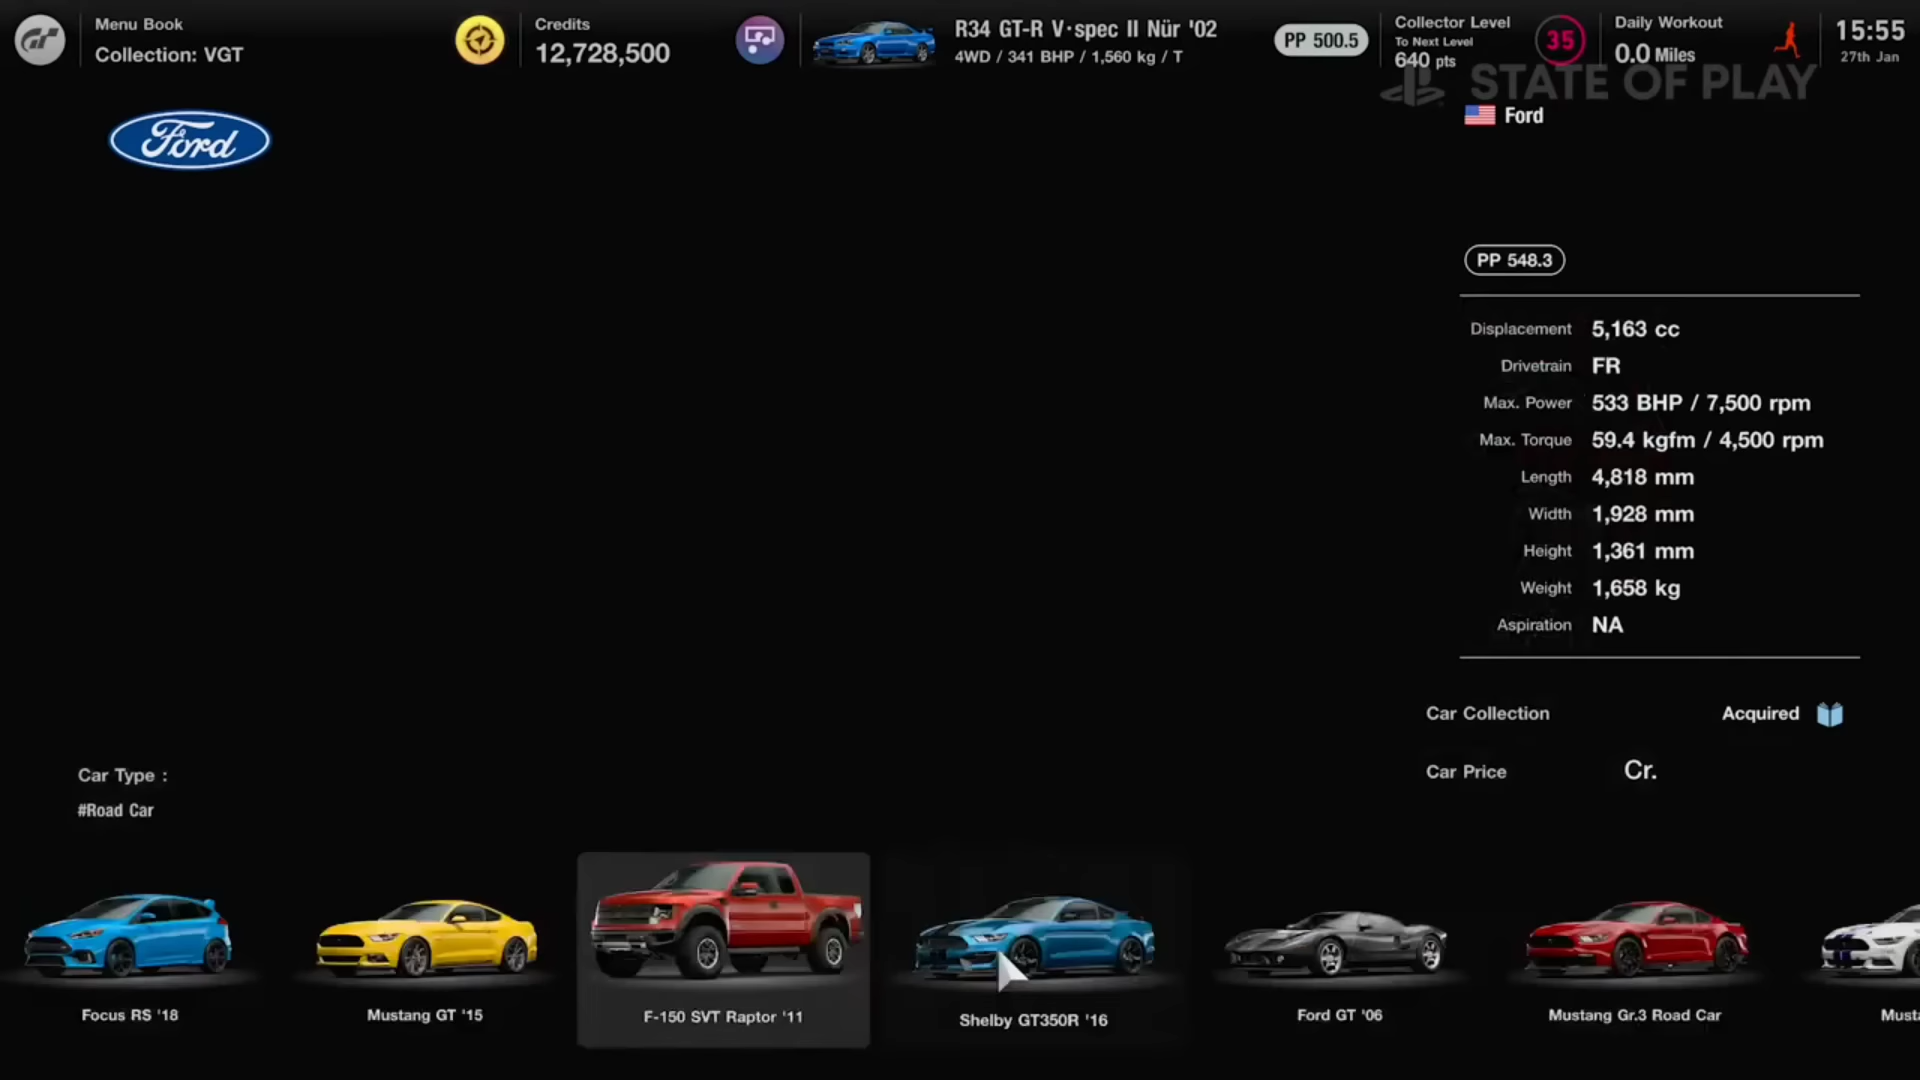 Menu Book
Collection: VGT
Credits
12,728,500
R34 GT-R V·spec II Nür '02
4WD / 341 BHP / 1,560 kg / T
PP 500.5
Collector Level
To Next Level
640 pts
35
Daily Workout
0.0 Miles
15:55
27th Jan
STATE OF PLAY
Ford
Ford
PP 548.3
Displacement 5,163 cc
Drivetrain FR
Max. Power 533 BHP / 7,500 rpm
Max. Torque 59.4 kgfm / 4,500 rpm
Length 4,818 mm
Width 1,928 mm
Height 1,361 mm
Weight 1,658 kg
Aspiration NA
Car Collection Acquired
Car Price Cr.
Car Type :
#Road Car
Focus RS '18
Mustang GT '15
F-150 SVT Raptor '11
Shelby GT350R '16
Ford GT '06
Mustang Gr.3 Road Car